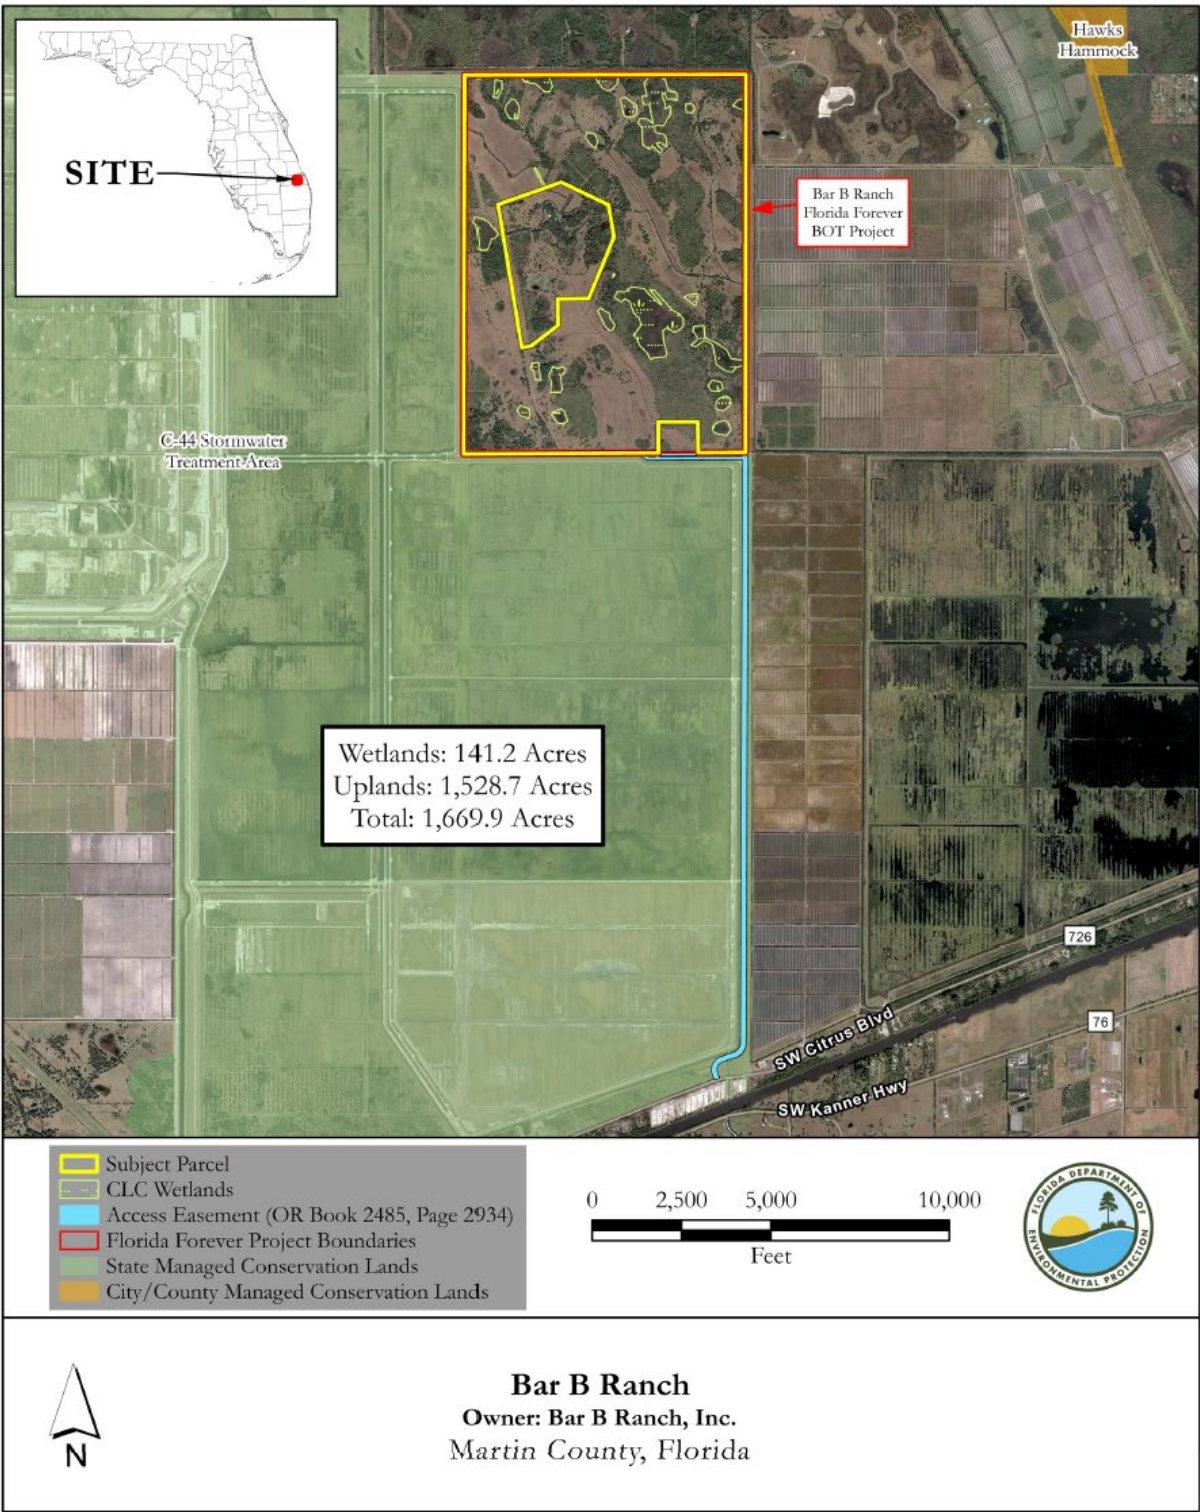 SITE
Hawks
Hammock
Bar B Ranch
Florida Forever
BOT Project
C-44 Stormwater
Treatment Area
Wetlands: 141.2 Acres
Uplands: 1,528.7 Acres
Total: 1,669.9 Acres
726
76
SW Citrus Blvd
SW Kanner Hwy
Subject Parcel
CLC Wetlands
Access Easement (OR Book 2485, Page 2934)
Florida Forever Project Boundaries
State Managed Conservation Lands
City/County Managed Conservation Lands
0 2,500 5,000 10,000
Feet
FLORIDA DEPARTMENT OF
ENVIRONMENTAL PROTECTION
N
Bar B Ranch
Owner: Bar B Ranch, Inc.
Martin County, Florida